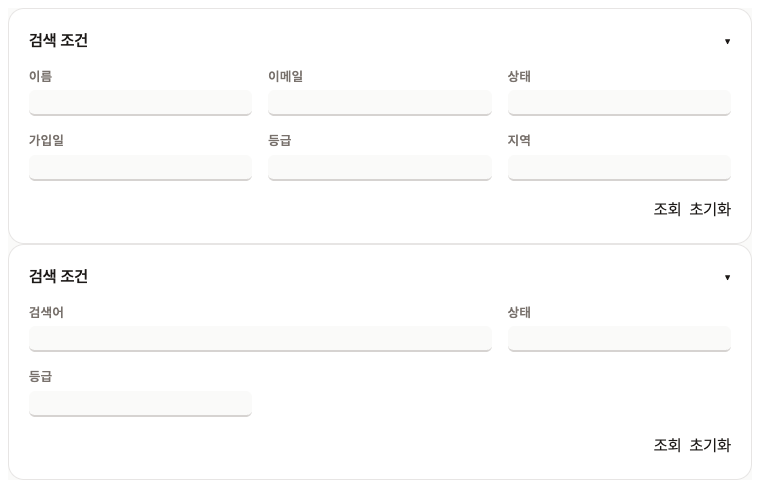 검색 조건 ▼
이름 이메일 상태
가입일 등급 지역
조회 초기화
검색 조건 ▼
검색어 상태
등급
조회 초기화